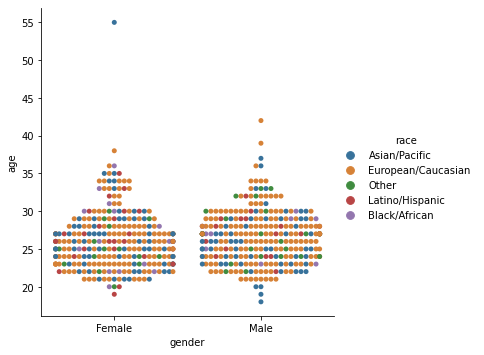 55
50
45
40
35
30
25
20
age
Female
Male
gender
race
Asian/Pacific
European/Caucasian
Other
Latino/Hispanic
Black/African